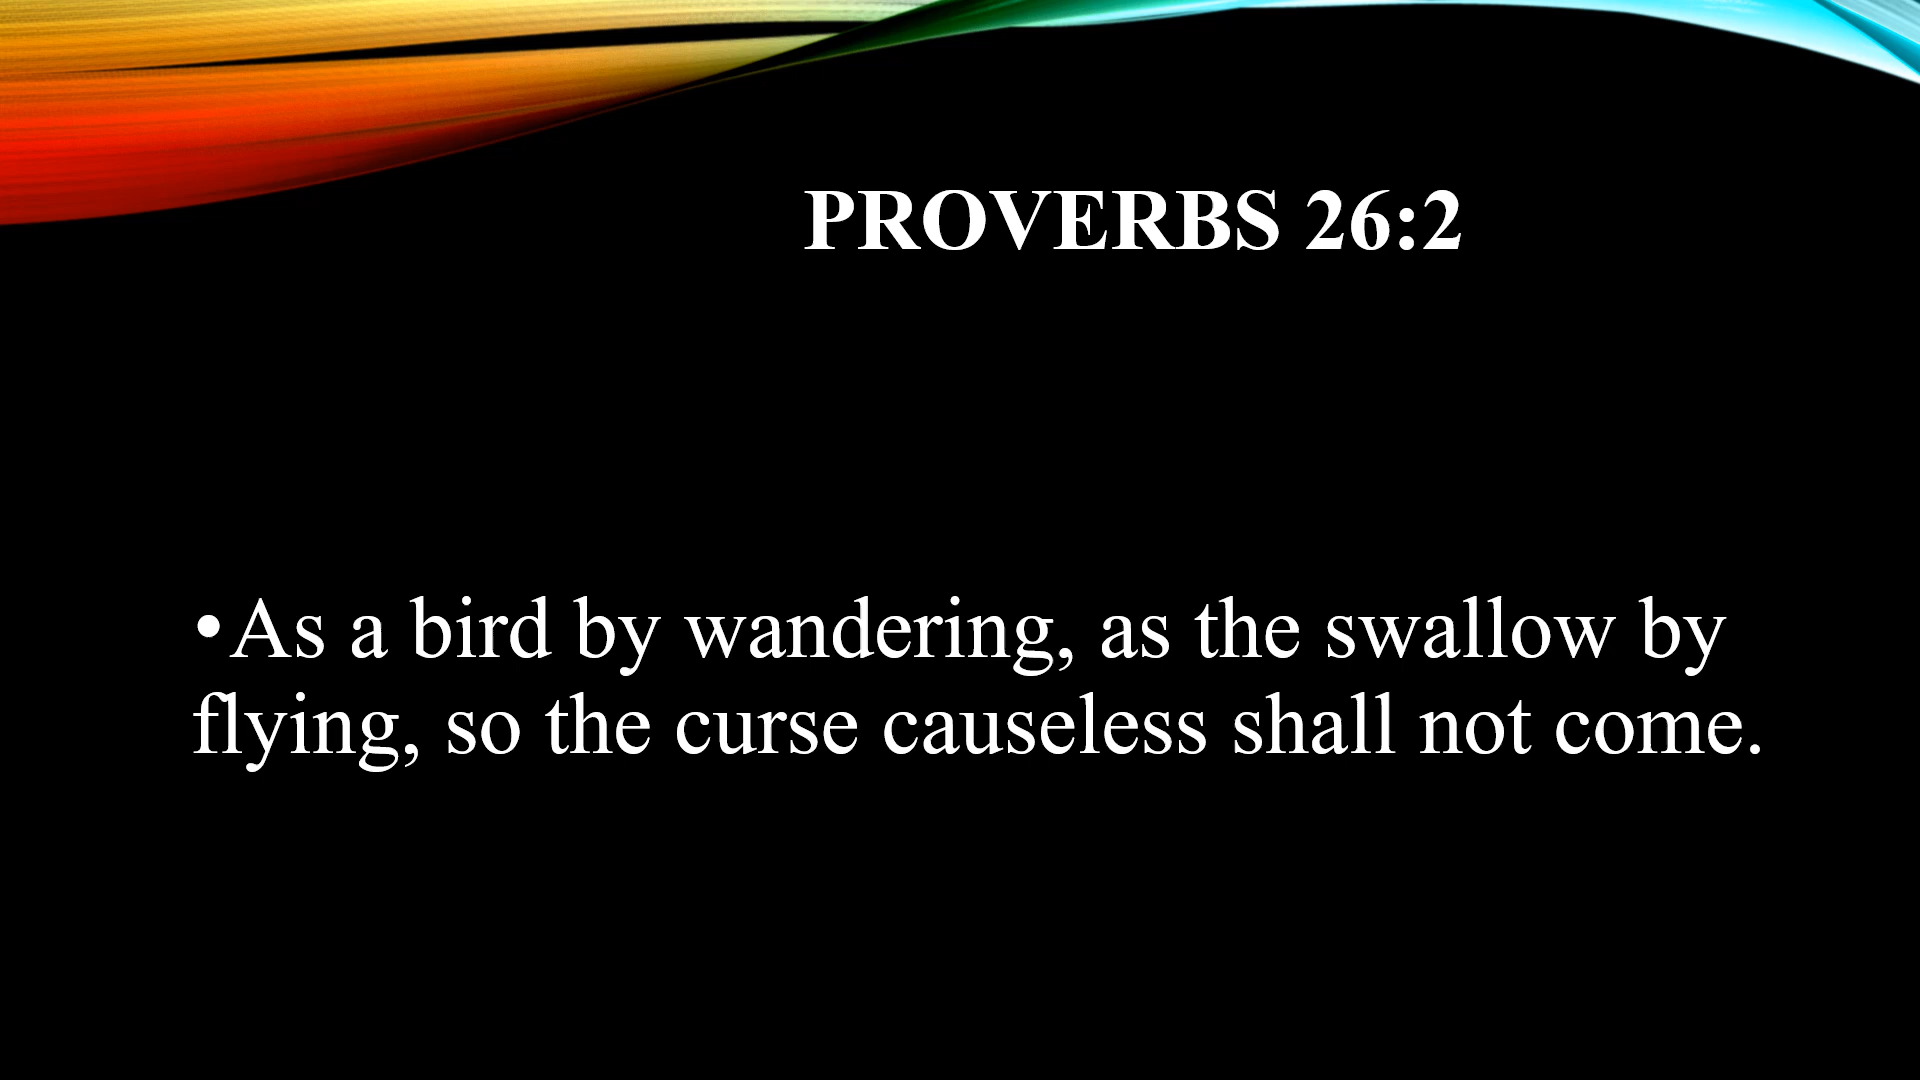 PROVERBS 26:2
•As a bird by wandering, as the swallow by
flying, so the curse causeless shall not come.